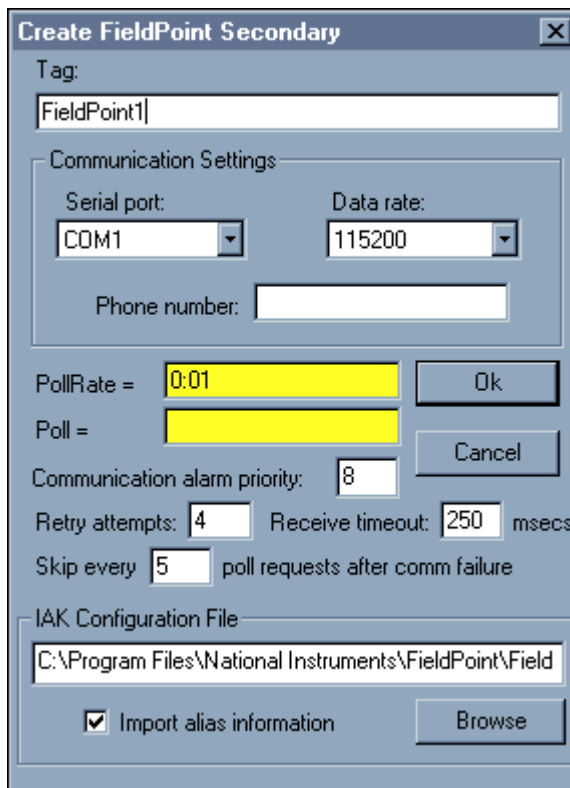 Create FieldPoint Secondary
Tag:
FieldPoint1
Communication Settings
Serial port: Data rate:
COM1 115200
Phone number:
PollRate = 0:01 Ok
Poll =
Cancel
Communication alarm priority: 8
Retry attempts: 4 Receive timeout: 250 msecs
Skip every 5 poll requests after comm failure
IAK Configuration File
C:\Program Files\National Instruments\FieldPoint\Field
Import alias information Browse